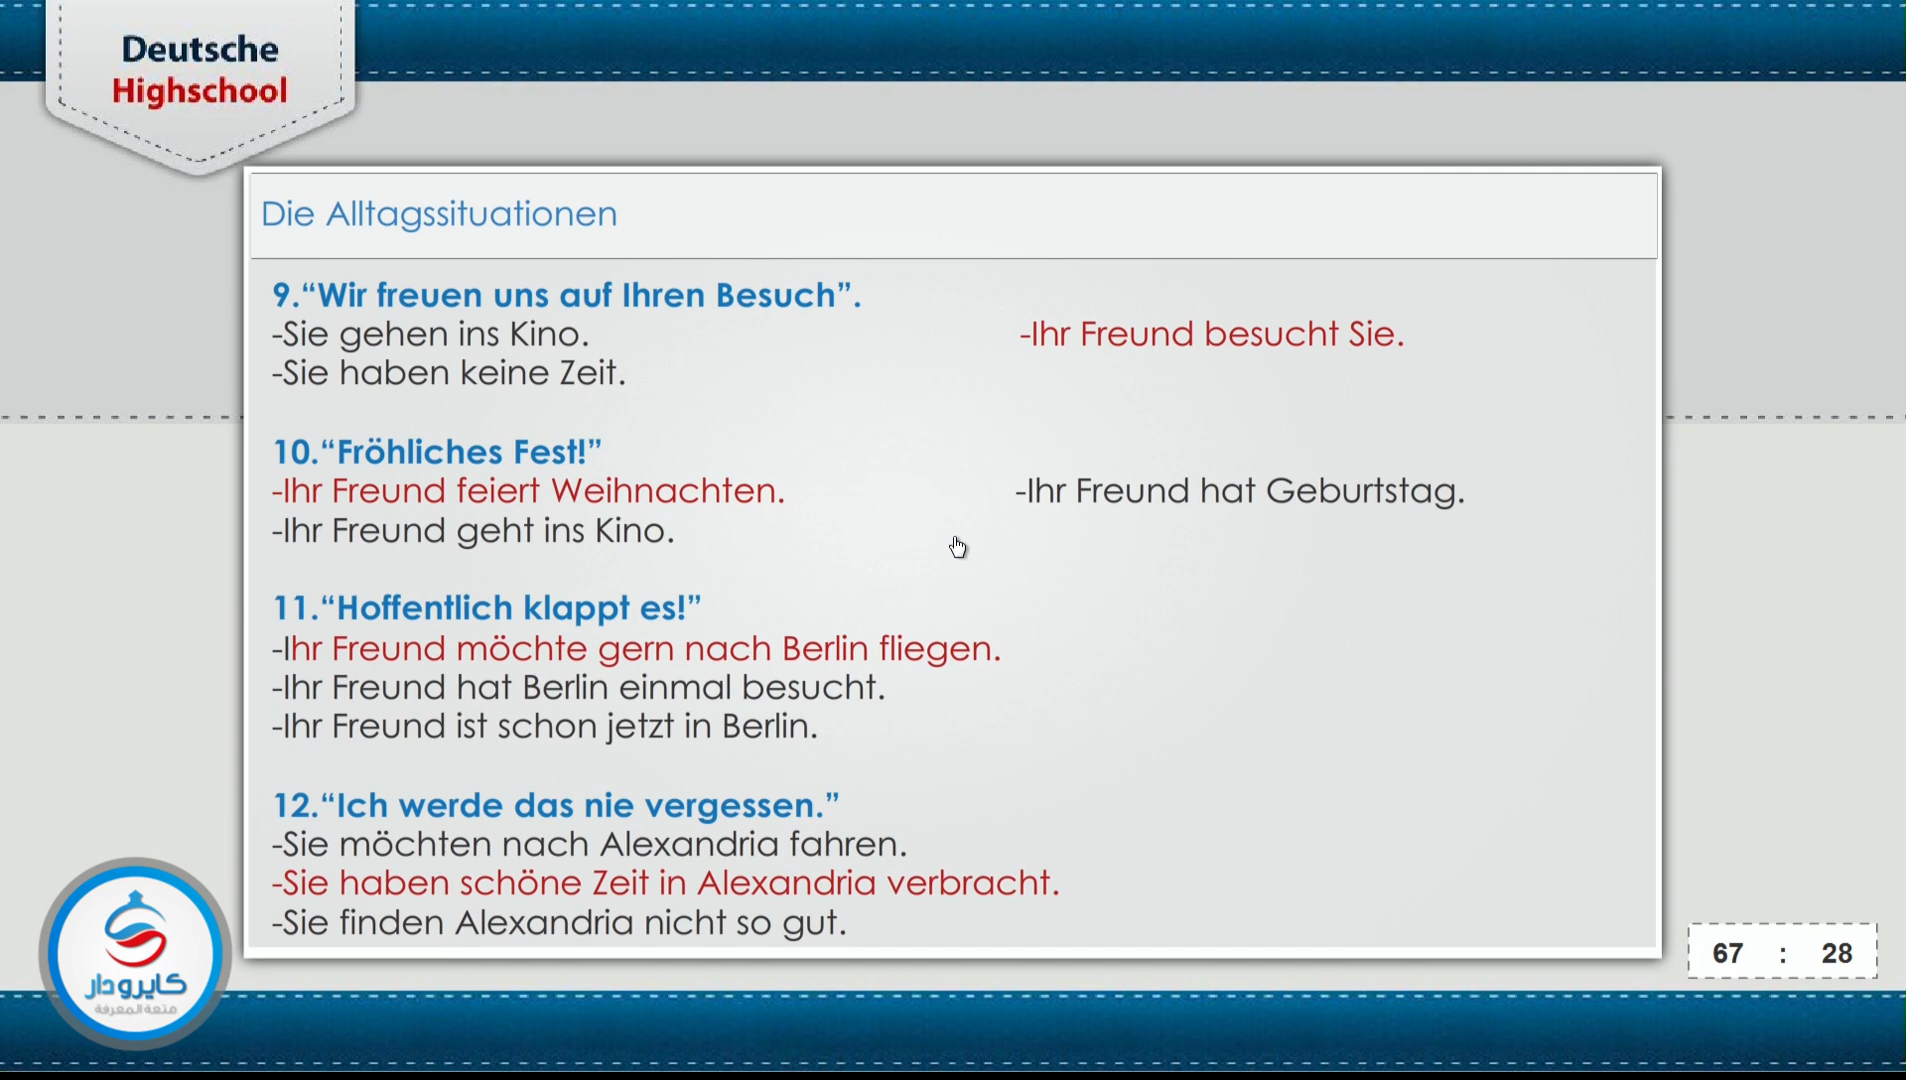 Deutsche
Highschool
Die Alltagssituationen
9.“Wir freuen uns auf Ihren Besuch”.
-Sie gehen ins Kino. -Ihr Freund besucht Sie.
-Sie haben keine Zeit.
10.“Fröhliches Fest!”
-Ihr Freund feiert Weihnachten. -Ihr Freund hat Geburtstag.
-Ihr Freund geht ins Kino.
11.“Hoffentlich klappt es!”
-Ihr Freund möchte gern nach Berlin fliegen.
-Ihr Freund hat Berlin einmal besucht.
-Ihr Freund ist schon jetzt in Berlin.
12.“Ich werde das nie vergessen.”
-Sie möchten nach Alexandria fahren.
-Sie haben schöne Zeit in Alexandria verbracht.
-Sie finden Alexandria nicht so gut.
كايرودار
متعة المعرفة
67 : 28